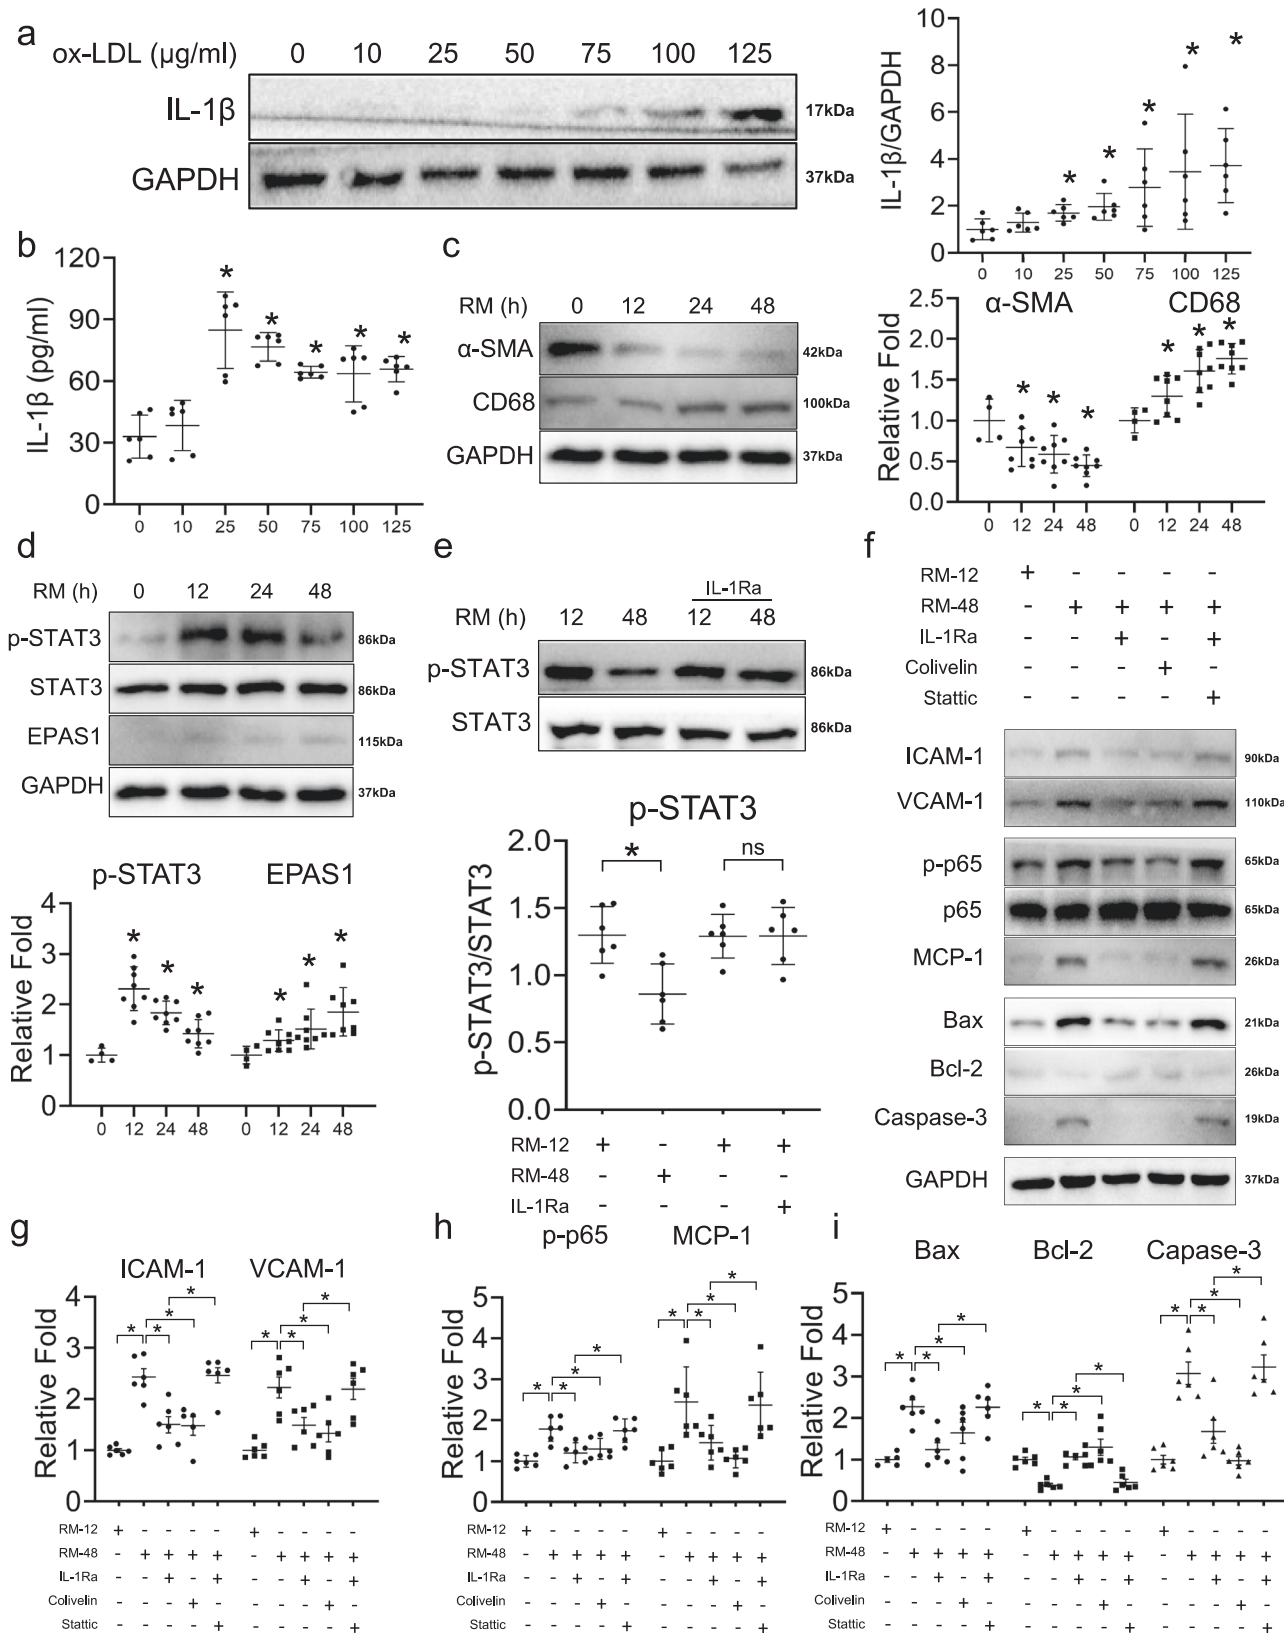 a
ox-LDL (μg/ml) 0 10 25 50 75 100 125
IL-1β 17kDa
GAPDH 37kDa
IL-1β/GAPDH
10
8
6
4
2
0
* * * * *
0 10 25 50 75 100 125
b
IL-1β (pg/ml)
120
90
60
30
0
* * * * *
0 10 25 50 75 100 125
c
RM (h) 0 12 24 48
α-SMA 42kDa
CD68 100kDa
GAPDH 37kDa
α-SMA CD68
Relative Fold
2.5
2.0
1.5
1.0
0.5
0.0
* * * * * *
0 12 24 48 0 12 24 48
d
RM (h) 0 12 24 48
p-STAT3 86kDa
STAT3 86kDa
EPAS1 115kDa
GAPDH 37kDa
p-STAT3 EPAS1
Relative Fold
4
3
2
1
0
* * * * * *
0 12 24 48 0 12 24 48
e
IL-1Ra
RM (h) 12 48 12 48
p-STAT3 86kDa
STAT3 86kDa
p-STAT3
p-STAT3/STAT3
2.0
1.5
1.0
0.5
0.0
* ns
RM-12 + - + +
RM-48 - + - -
IL-1Ra - - - +
f
RM-12 + - - - -
RM-48 - + + + +
IL-1Ra - - + - +
Colivelin - - - + -
Stattic - - - - +
ICAM-1 90kDa
VCAM-1 110kDa
p-p65 65kDa
p65 65kDa
MCP-1 26kDa
Bax 21kDa
Bcl-2 26kDa
Caspase-3 19kDa
GAPDH 37kDa
g
ICAM-1 VCAM-1
Relative Fold
4
3
2
1
0
* * * * * * * *
RM-12 + - - - - + - - - -
RM-48 - + + + + - + + + +
IL-1Ra - - + - + - - + - +
Colivelin - - - + - - - - + -
Stattic - - - - + - - - - +
h
p-p65 MCP-1
Relative Fold
5
4
3
2
1
0
* * * * * * * *
RM-12 + - - - - + - - - -
RM-48 - + + + + - + + + +
IL-1Ra - - + - + - - + - +
Colivelin - - - + - - - - + -
Stattic - - - - + - - - - +
i
Bax Bcl-2 Capase-3
Relative Fold
5
4
3
2
1
0
* * * * * * * * * * * *
RM-12 + - - - - + - - - - + - - - -
RM-48 - + + + + - + + + + - + + + +
IL-1Ra - - + - + - - + - + - - + - +
Colivelin - - - + - - - - + - - - - + -
Stattic - - - - + - - - - + - - - - +